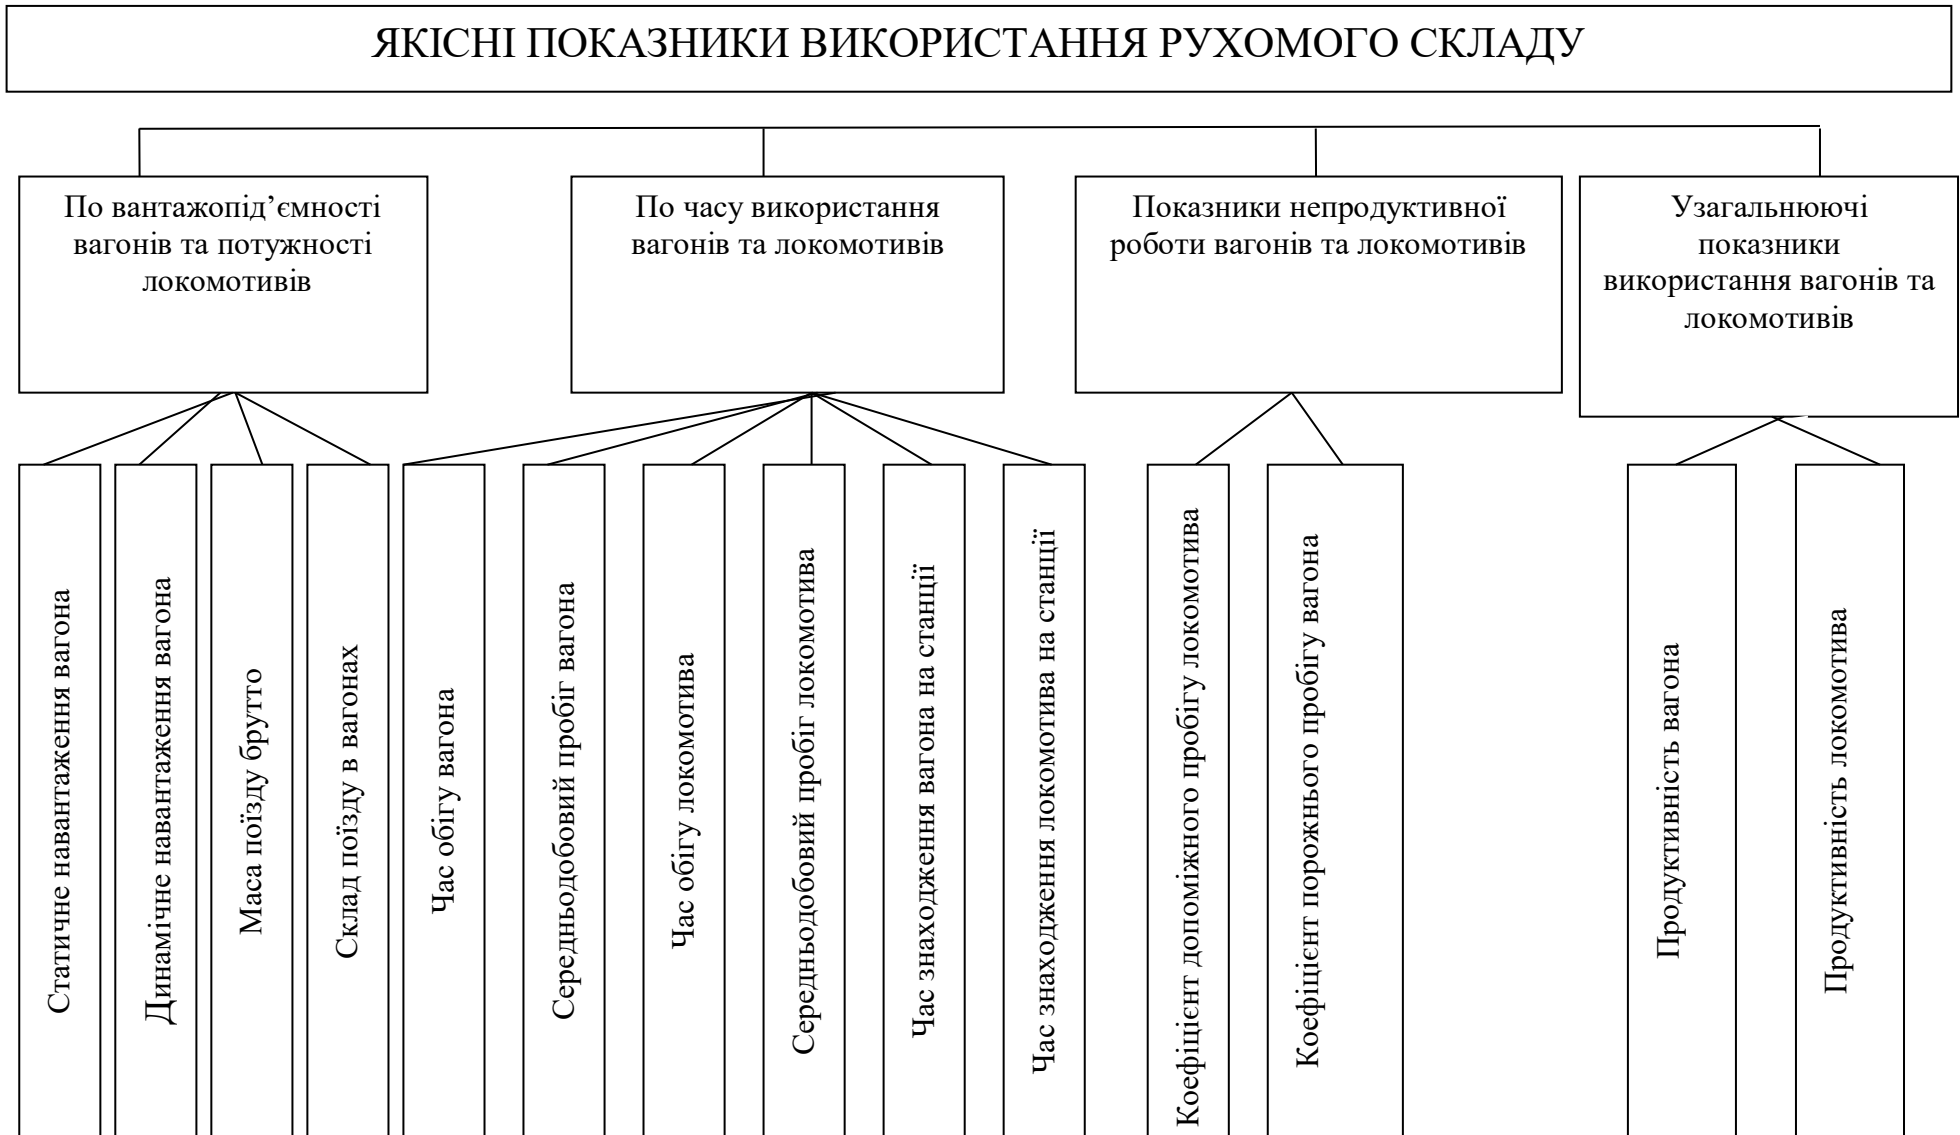 ЯКІСНІ ПОКАЗНИКИ ВИКОРИСТАННЯ РУХОМОГО СКЛАДУ
По вантажопід’ємності
вагонів та потужності
локомотивів
По часу використання
вагонів та локомотивів
Показники непродуктивної
роботи вагонів та локомотивів
Узагальнюючі
показники
використання вагонів та
локомотивів
Статичне навантаження вагона
Динамічне навантаження вагона
Маса поїзду брутто
Склад поїзду в вагонах
Час обігу вагона
Середньодобовий пробіг вагона
Час обігу локомотива
Середньодобовий пробіг локомотива
Час знаходження вагона на станції
Час знаходження локомотива на станції
Коефіцієнт допоміжного пробігу локомотива
Коефіцієнт порожнього пробігу вагона
Продуктивність вагона
Продуктивність локомотива